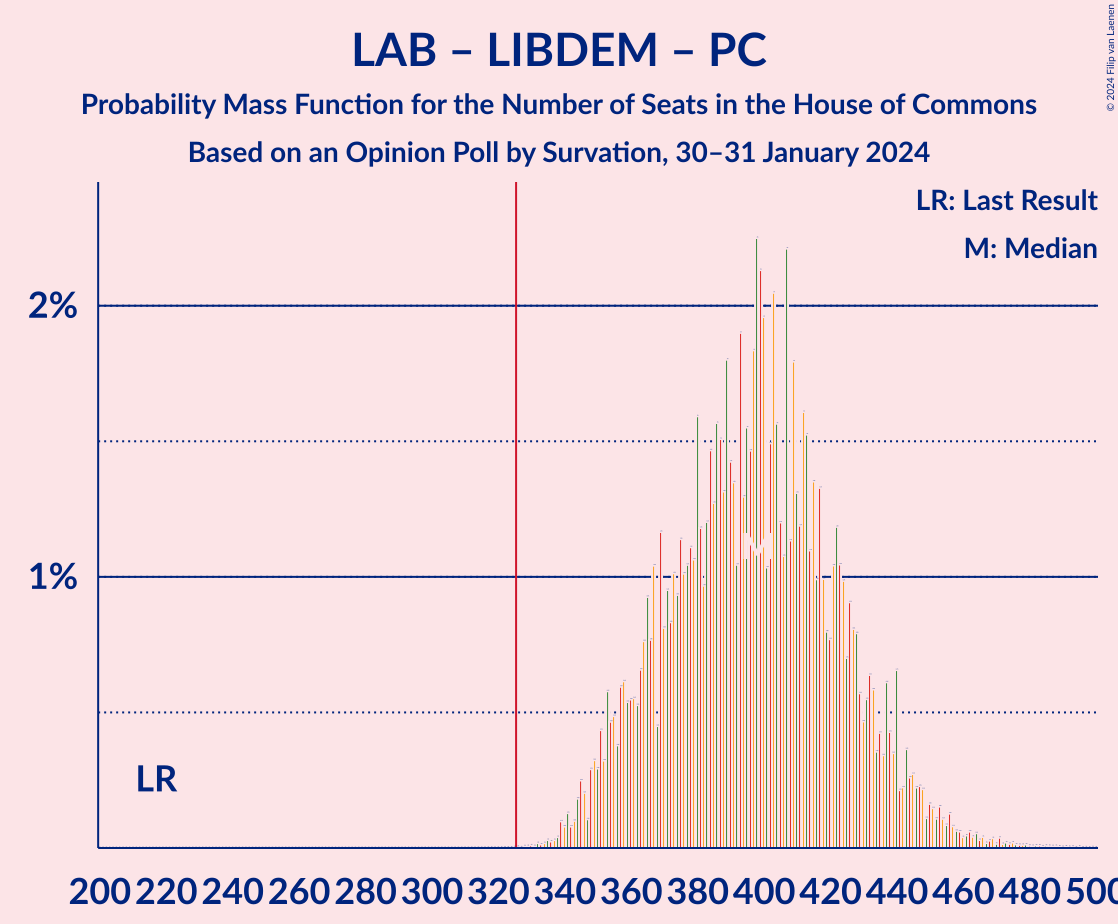 LAB – LIBDEM – PC
Probability Mass Function for the Number of Seats in the House of Commons
Based on an Opinion Poll by Survation, 30–31 January 2024
© 2024 Filip van Laenen
LR: Last Result
M: Median
2%
1%
LR
200 220 240 260 280 300 320 340 360 380 400 420 440 460 480 500